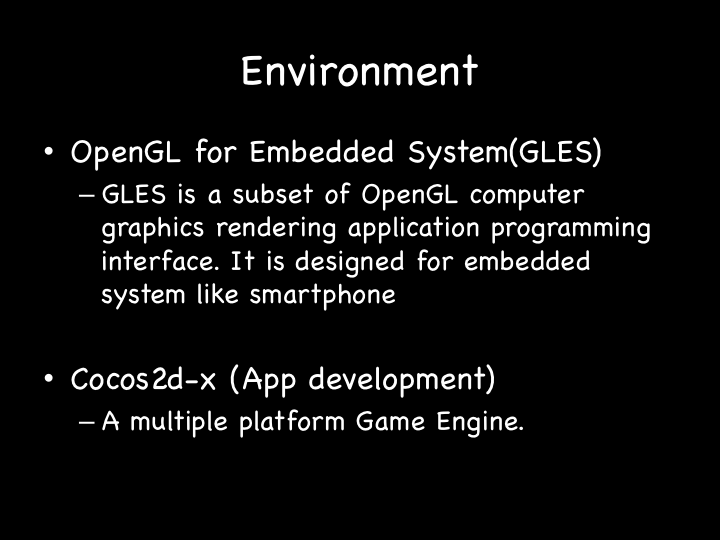 Environment
• OpenGL for Embedded System(GLES)
– GLES is a subset of OpenGL computer
graphics rendering application programming
interface. It is designed for embedded
system like smartphone
• Cocos2d-x (App development)
– A multiple platform Game Engine.